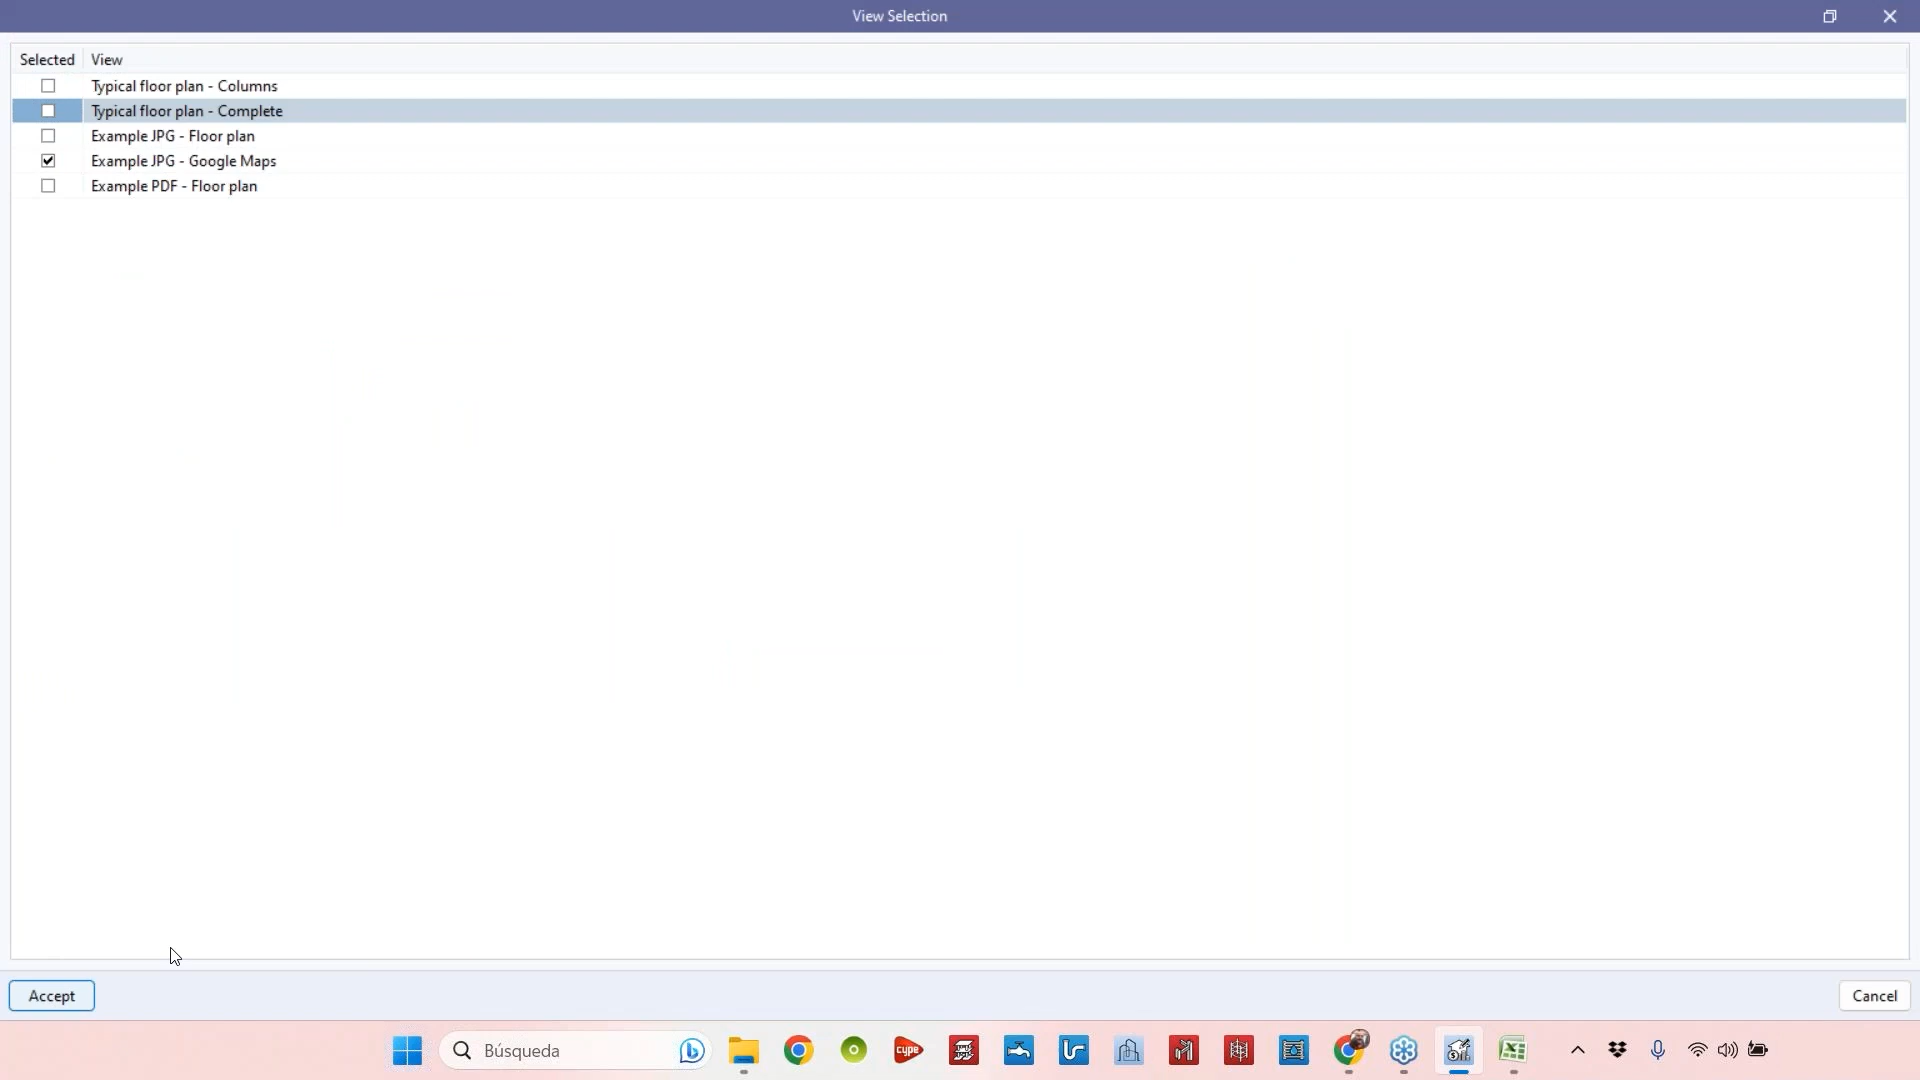 View Selection
Selected View
Typical floor plan - Columns
Typical floor plan - Complete
Example JPG - Floor plan
Example JPG - Google Maps
Example PDF - Floor plan
Accept
Cancel
Búsqueda
cype